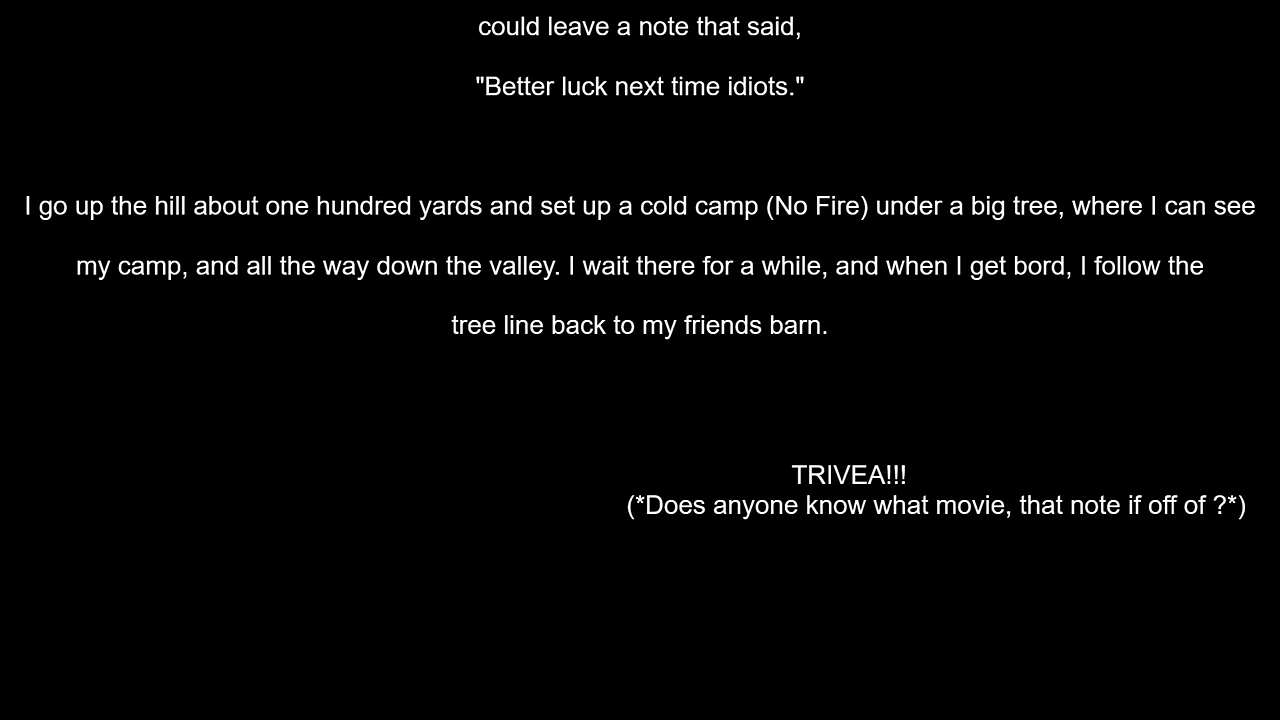 could leave a note that said,
"Better luck next time idiots."
I go up the hill about one hundred yards and set up a cold camp (No Fire) under a big tree, where I can see
my camp, and all the way down the valley. I wait there for a while, and when I get bord, I follow the
tree line back to my friends barn.
TRIVEA!!!
(*Does anyone know what movie, that note if off of ?*)